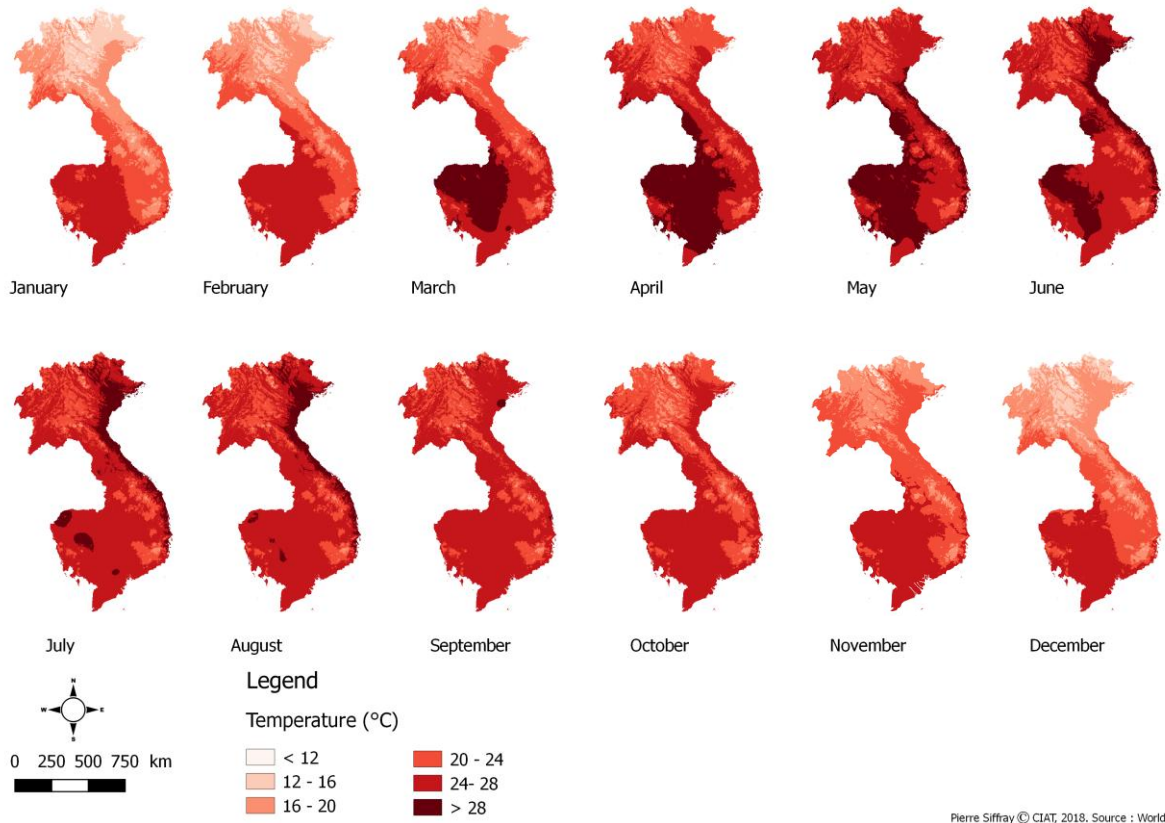 January February March April May June
July August September October November December
N
W E
S
0 250 500 750 km
Legend
Temperature (°C)
< 12
12 - 16
16 - 20
20 - 24
24- 28
> 28
Pierre Siffray © CIAT, 2018. Source : World